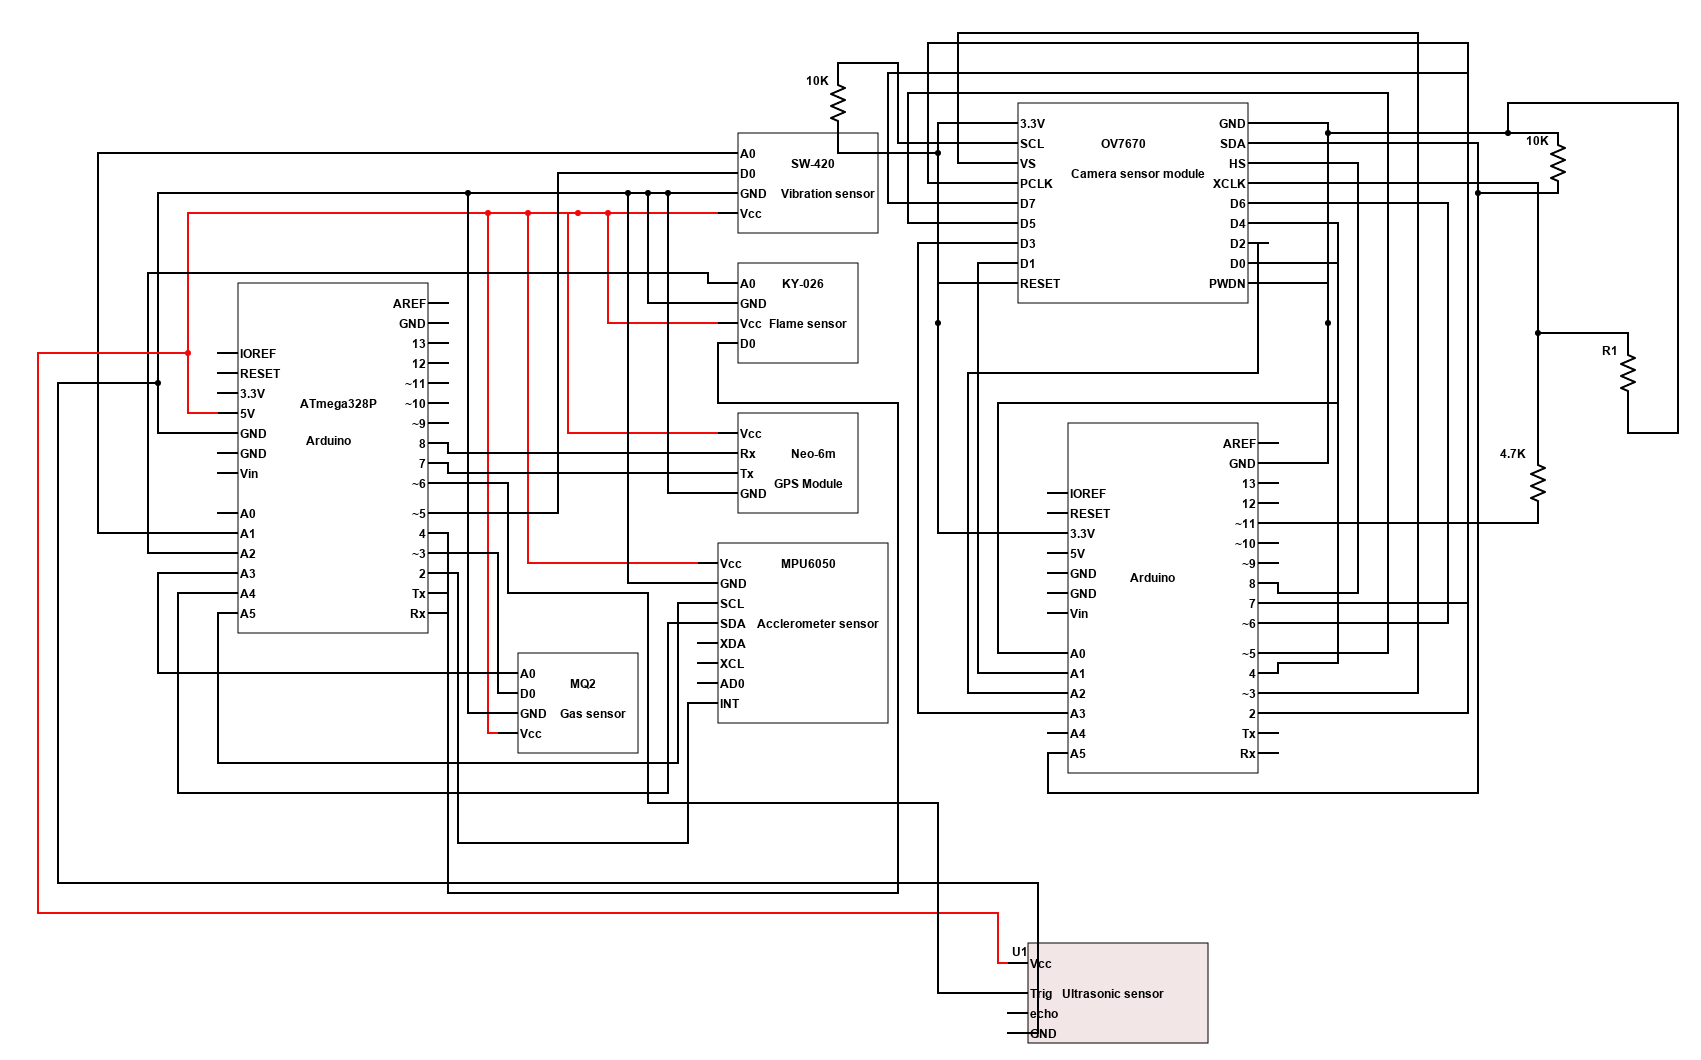 10K
A0
D0
GND
Vcc
SW-420
Vibration sensor
A0
GND
Vcc
D0
KY-026
Flame sensor
Vcc
Rx
Tx
GND
Neo-6m
GPS Module
Vcc
GND
SCL
SDA
XDA
XCL
AD0
INT
MPU6050
Acclerometer sensor
A0
D0
GND
Vcc
MQ2
Gas sensor
IOREF
RESET
3.3V
5V
GND
GND
Vin
A0
A1
A2
A3
A4
A5
ATmega328P
Arduino
AREF
GND
13
12
~11
~10
~9
8
7
~6
~5
4
~3
2
Tx
Rx
3.3V
SCL
VS
PCLK
D7
D5
D3
D1
RESET
OV7670
Camera sensor module
GND
SDA
HS
XCLK
D6
D4
D2
D0
PWDN
10K
R1
4.7K
IOREF
RESET
3.3V
5V
GND
GND
Vin
A0
A1
A2
A3
A4
A5
Arduino
AREF
GND
13
12
~11
~10
~9
8
7
~6
~5
4
~3
2
Tx
Rx
U1
Vcc
Trig
echo
GND
Ultrasonic sensor